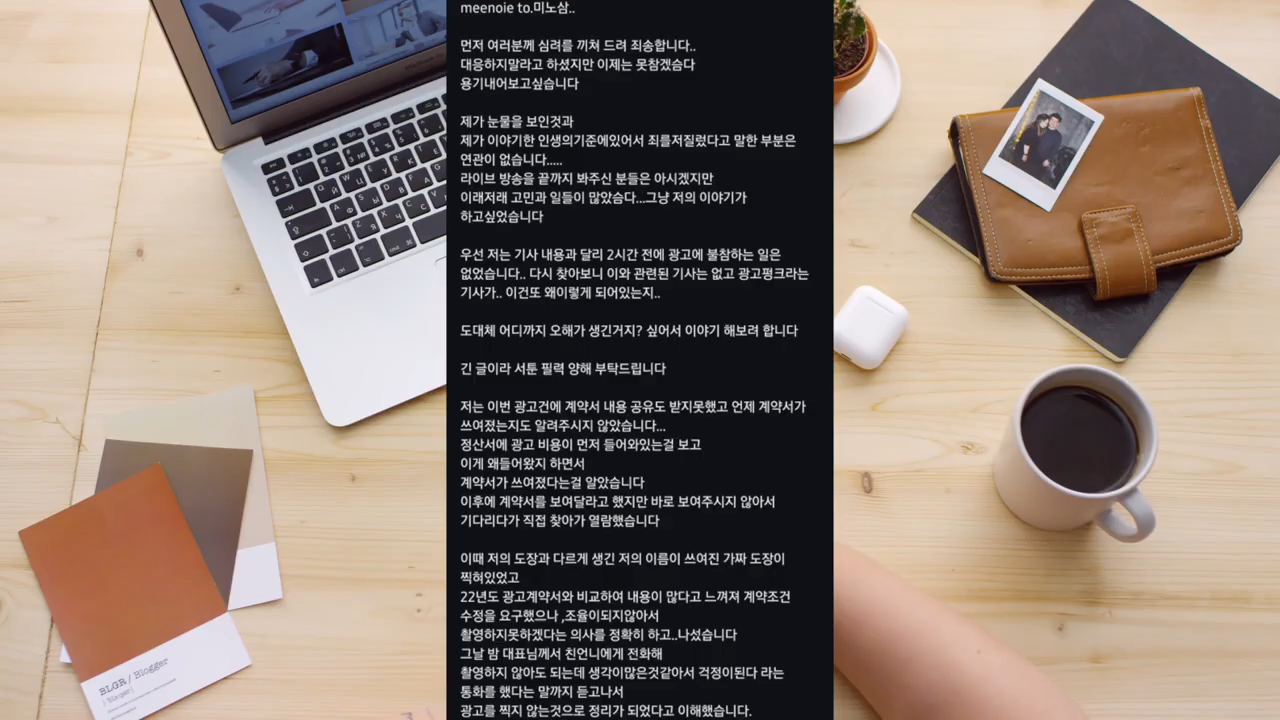 meenoie to.미노삼..
먼저 여러분께 심려를 끼쳐 드려 죄송합니다..
대응하지말라고 하셨지만 이제는 못참겠슴다
용기내어보고싶습니다
제가 눈물을 보인것과
제가 이야기한 인생의기준에있어서 죄를저질렀다고 말한 부분은
연관이 없습니다.....
라이브 방송을 끝까지 봐주신 분들은 아시겠지만
이래저래 고민과 일들이 많았슴다...그냥 저의 이야기가
하고싶었습니다
우선 저는 기사 내용과 달리 2시간 전에 광고에 불참하는 일은
없었습니다.. 다시 찾아보니 이와 관련된 기사는 없고 광고펑크라는
기사가.. 이건또 왜이렇게 되어있는지..
도대체 어디까지 오해가 생긴거지? 싶어서 이야기 해보려 합니다
긴 글이라 서툰 필력 양해 부탁드립니다
저는 이번 광고건에 계약서 내용 공유도 받지못했고 언제 계약서가
쓰여졌는지도 알려주시지 않았습니다...
정산서에 광고 비용이 먼저 들어와있는걸 보고
이게 왜들어왔지 하면서
계약서가 쓰여졌다는걸 알았습니다
이후에 계약서를 보여달라고 했지만 바로 보여주시지 않아서
기다리다가 직접 찾아가 열람했습니다
이때 저의 도장과 다르게 생긴 저의 이름이 쓰여진 가짜 도장이
찍혀있었고
22년도 광고계약서와 비교하여 내용이 많다고 느껴져 계약조건
수정을 요구했으나 ,조율이되지않아서
촬영하지못하겠다는 의사를 정확히 하고..나섰습니다
그날 밤 대표님께서 친언니에게 전화해
촬영하지 않아도 되는데 생각이많은것같아서 걱정이된다 라는
통화를 했다는 말까지 듣고나서
광고를 찍지 않는것으로 정리가 되었다고 이해했습니다.
BLGR/Blogger